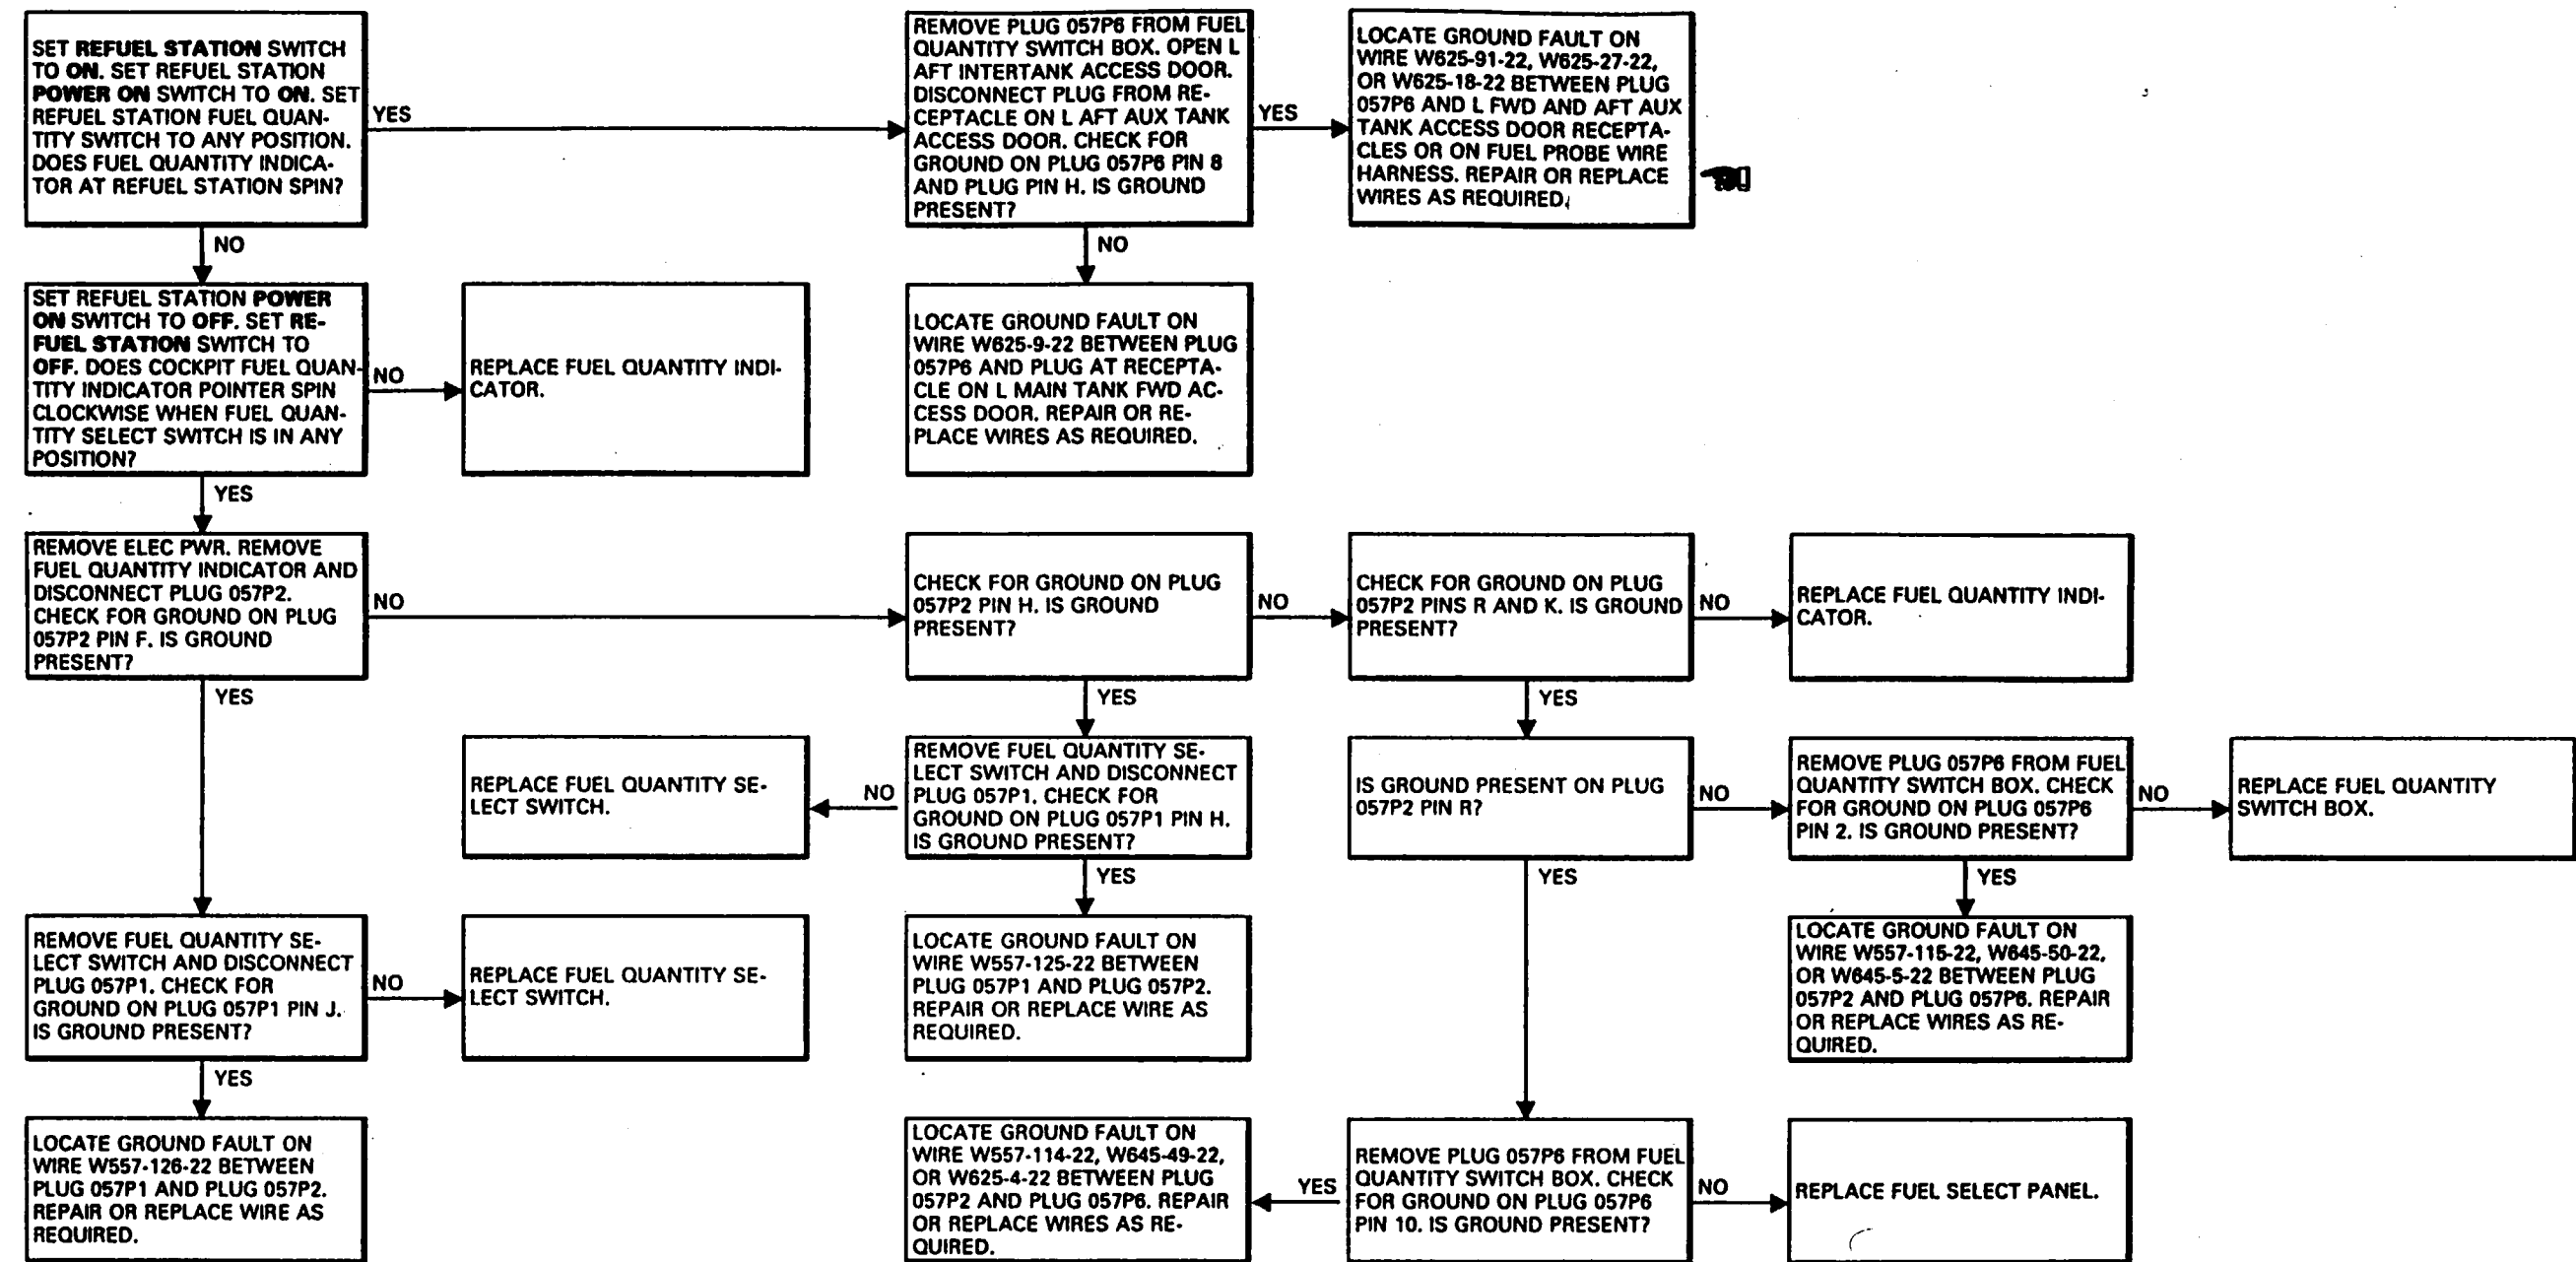 SET REFUEL STATION SWITCH
TO ON. SET REFUEL STATION
POWER ON SWITCH TO ON. SET
REFUEL STATION FUEL QUAN-
TITY SWITCH TO ANY POSITION.
DOES FUEL QUANTITY INDICA-
TOR AT REFUEL STATION SPIN?
YES
REMOVE PLUG 057P6 FROM FUEL
QUANTITY SWITCH BOX. OPEN L
AFT INTERTANK ACCESS DOOR.
DISCONNECT PLUG FROM RE-
CEPTACLE ON L AFT AUX TANK
ACCESS DOOR. CHECK FOR
GROUND ON PLUG 057P6 PIN 8
AND PLUG PIN H. IS GROUND
PRESENT?
YES
LOCATE GROUND FAULT ON
WIRE W625-91-22, W625-27-22,
OR W625-18-22 BETWEEN PLUG
057P6 AND L FWD AND AFT AUX
TANK ACCESS DOOR RECEPTA-
CLES OR ON FUEL PROBE WIRE
HARNESS. REPAIR OR REPLACE
WIRES AS REQUIRED.
NO
NO
SET REFUEL STATION POWER
ON SWITCH TO OFF. SET RE-
FUEL STATION SWITCH TO
OFF. DOES COCKPIT FUEL QUAN-
TITY INDICATOR POINTER SPIN
CLOCKWISE WHEN FUEL QUAN-
TITY SELECT SWITCH IS IN ANY
POSITION?
NO
REPLACE FUEL QUANTITY INDI-
CATOR.
LOCATE GROUND FAULT ON
WIRE W625-9-22 BETWEEN PLUG
057P6 AND PLUG AT RECEPTA-
CLE ON L MAIN TANK FWD AC-
CESS DOOR. REPAIR OR RE-
PLACE WIRES AS REQUIRED.
YES
REMOVE ELEC PWR. REMOVE
FUEL QUANTITY INDICATOR AND
DISCONNECT PLUG 057P2.
CHECK FOR GROUND ON PLUG
057P2 PIN F. IS GROUND
PRESENT?
NO
CHECK FOR GROUND ON PLUG
057P2 PIN H. IS GROUND
PRESENT?
NO
CHECK FOR GROUND ON PLUG
057P2 PINS R AND K. IS GROUND
PRESENT?
NO
REPLACE FUEL QUANTITY INDI-
CATOR.
YES
YES
YES
REPLACE FUEL QUANTITY SE-
LECT SWITCH.
NO
REMOVE FUEL QUANTITY SE-
LECT SWITCH AND DISCONNECT
PLUG 057P1. CHECK FOR
GROUND ON PLUG 057P1 PIN H.
IS GROUND PRESENT?
IS GROUND PRESENT ON PLUG
057P2 PIN R?
NO
REMOVE PLUG 057P6 FROM FUEL
QUANTITY SWITCH BOX. CHECK
FOR GROUND ON PLUG 057P6
PIN 2. IS GROUND PRESENT?
NO
REPLACE FUEL QUANTITY
SWITCH BOX.
YES
YES
YES
REMOVE FUEL QUANTITY SE-
LECT SWITCH AND DISCONNECT
PLUG 057P1. CHECK FOR
GROUND ON PLUG 057P1 PIN J.
IS GROUND PRESENT?
NO
REPLACE FUEL QUANTITY SE-
LECT SWITCH.
LOCATE GROUND FAULT ON
WIRE W557-125-22 BETWEEN
PLUG 057P1 AND PLUG 057P2.
REPAIR OR REPLACE WIRE AS
REQUIRED.
LOCATE GROUND FAULT ON
WIRE W557-115-22, W645-50-22,
OR W645-5-22 BETWEEN PLUG
057P2 AND PLUG 057P6. REPAIR
OR REPLACE WIRES AS RE-
QUIRED.
YES
LOCATE GROUND FAULT ON
WIRE W557-126-22 BETWEEN
PLUG 057P1 AND PLUG 057P2.
REPAIR OR REPLACE WIRE AS
REQUIRED.
LOCATE GROUND FAULT ON
WIRE W557-114-22, W645-49-22,
OR W625-4-22 BETWEEN PLUG
057P2 AND PLUG 057P6. REPAIR
OR REPLACE WIRES AS RE-
QUIRED.
YES
REMOVE PLUG 057P6 FROM FUEL
QUANTITY SWITCH BOX. CHECK
FOR GROUND ON PLUG 057P6
PIN 10. IS GROUND PRESENT?
NO
REPLACE FUEL SELECT PANEL.